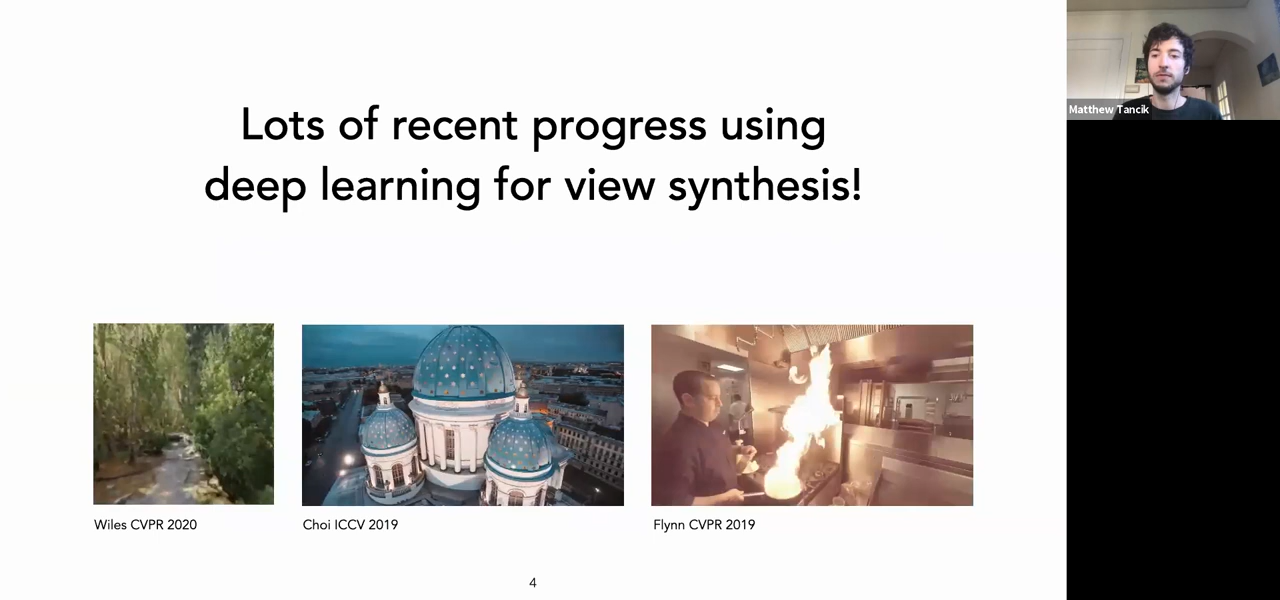 Lots of recent progress using
deep learning for view synthesis!
Matthew Tancik
Wiles CVPR 2020
Choi ICCV 2019
Flynn CVPR 2019
4